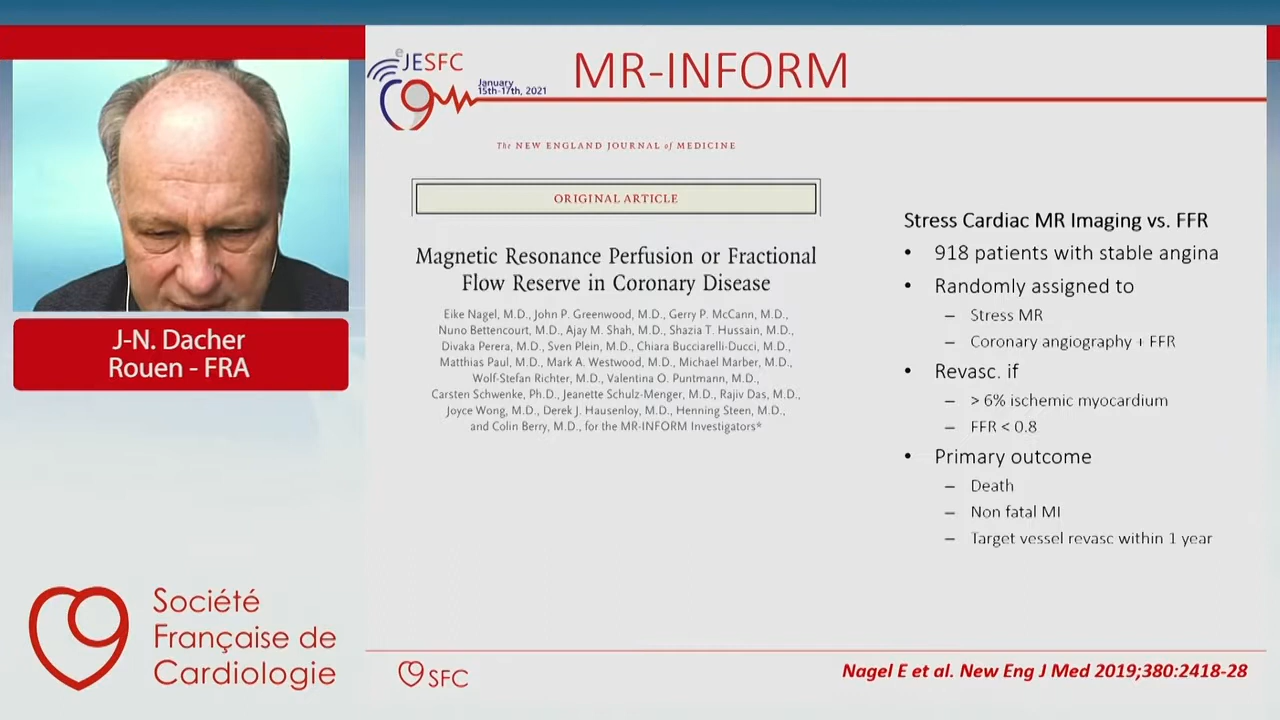 eJESFC
January
15th-17th, 2021
MR-INFORM
The NEW ENGLAND JOURNAL of MEDICINE
ORIGINAL ARTICLE
Magnetic Resonance Perfusion or Fractional
Flow Reserve in Coronary Disease
Eike Nagel, M.D., John P. Greenwood, M.D., Gerry P. McCann, M.D.,
Nuno Bettencourt, M.D., Ajay M. Shah, M.D., Shazia T. Hussain, M.D.,
Divaka Perera, M.D., Sven Plein, M.D., Chiara Bucciarelli-Ducci, M.D.,
Matthias Paul, M.D., Mark A. Westwood, M.D., Michael Marber, M.D.,
Wolf-Stefan Richter, M.D., Valentina O. Puntmann, M.D.,
Carsten Schwenke, Ph.D., Jeanette Schulz-Menger, M.D., Rajiv Das, M.D.,
Joyce Wong, M.D., Derek J. Hausenloy, M.D., Henning Steen, M.D.,
and Colin Berry, M.D., for the MR-INFORM Investigators*
Stress Cardiac MR Imaging vs. FFR
• 918 patients with stable angina
• Randomly assigned to
– Stress MR
– Coronary angiography + FFR
• Revasc. if
– > 6% ischemic myocardium
– FFR < 0.8
• Primary outcome
– Death
– Non fatal MI
– Target vessel revasc within 1 year
J-N. Dacher
Rouen - FRA
Société
Française de
Cardiologie
SFC
Nagel E et al. New Eng J Med 2019;380:2418-28